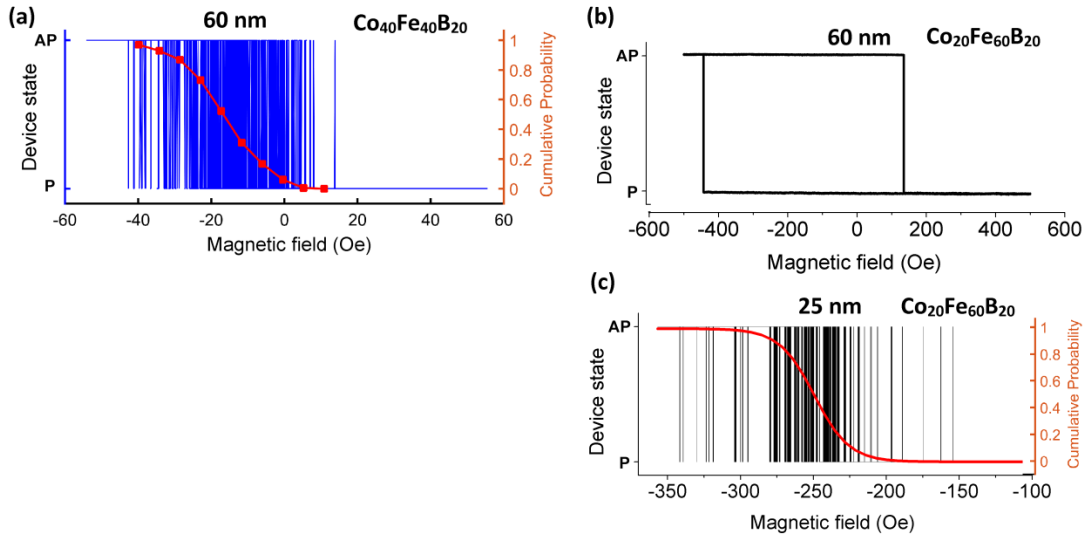 (a)
60 nm
Co₄₀Fe₄₀B₂₀
AP
P
Device state
1
0.8
0.6
0.4
0.2
0
Cumulative Probability
-60 -40 -20 0 20 40 60
Magnetic field (Oe)
(b)
60 nm
Co₂₀Fe₆₀B₂₀
AP
P
Device state
-600 -400 -200 0 200 400 600
Magnetic field (Oe)
(c)
25 nm
Co₂₀Fe₆₀B₂₀
AP
P
Device state
1
0.8
0.6
0.4
0.2
0
Cumulative Probability
-350 -300 -250 -200 -150 -100
Magnetic field (Oe)